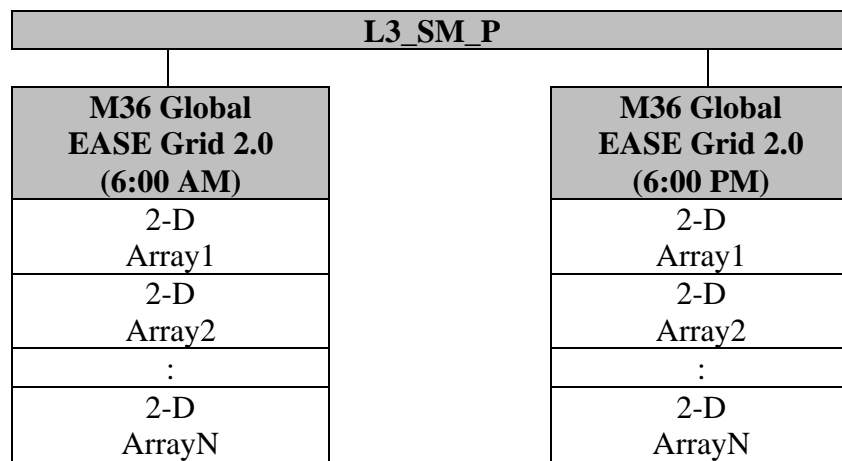 L3_SM_P
M36 Global
EASE Grid 2.0
(6:00 AM)
2-D
Array1
2-D
Array2
:
2-D
ArrayN
M36 Global
EASE Grid 2.0
(6:00 PM)
2-D
Array1
2-D
Array2
:
2-D
ArrayN